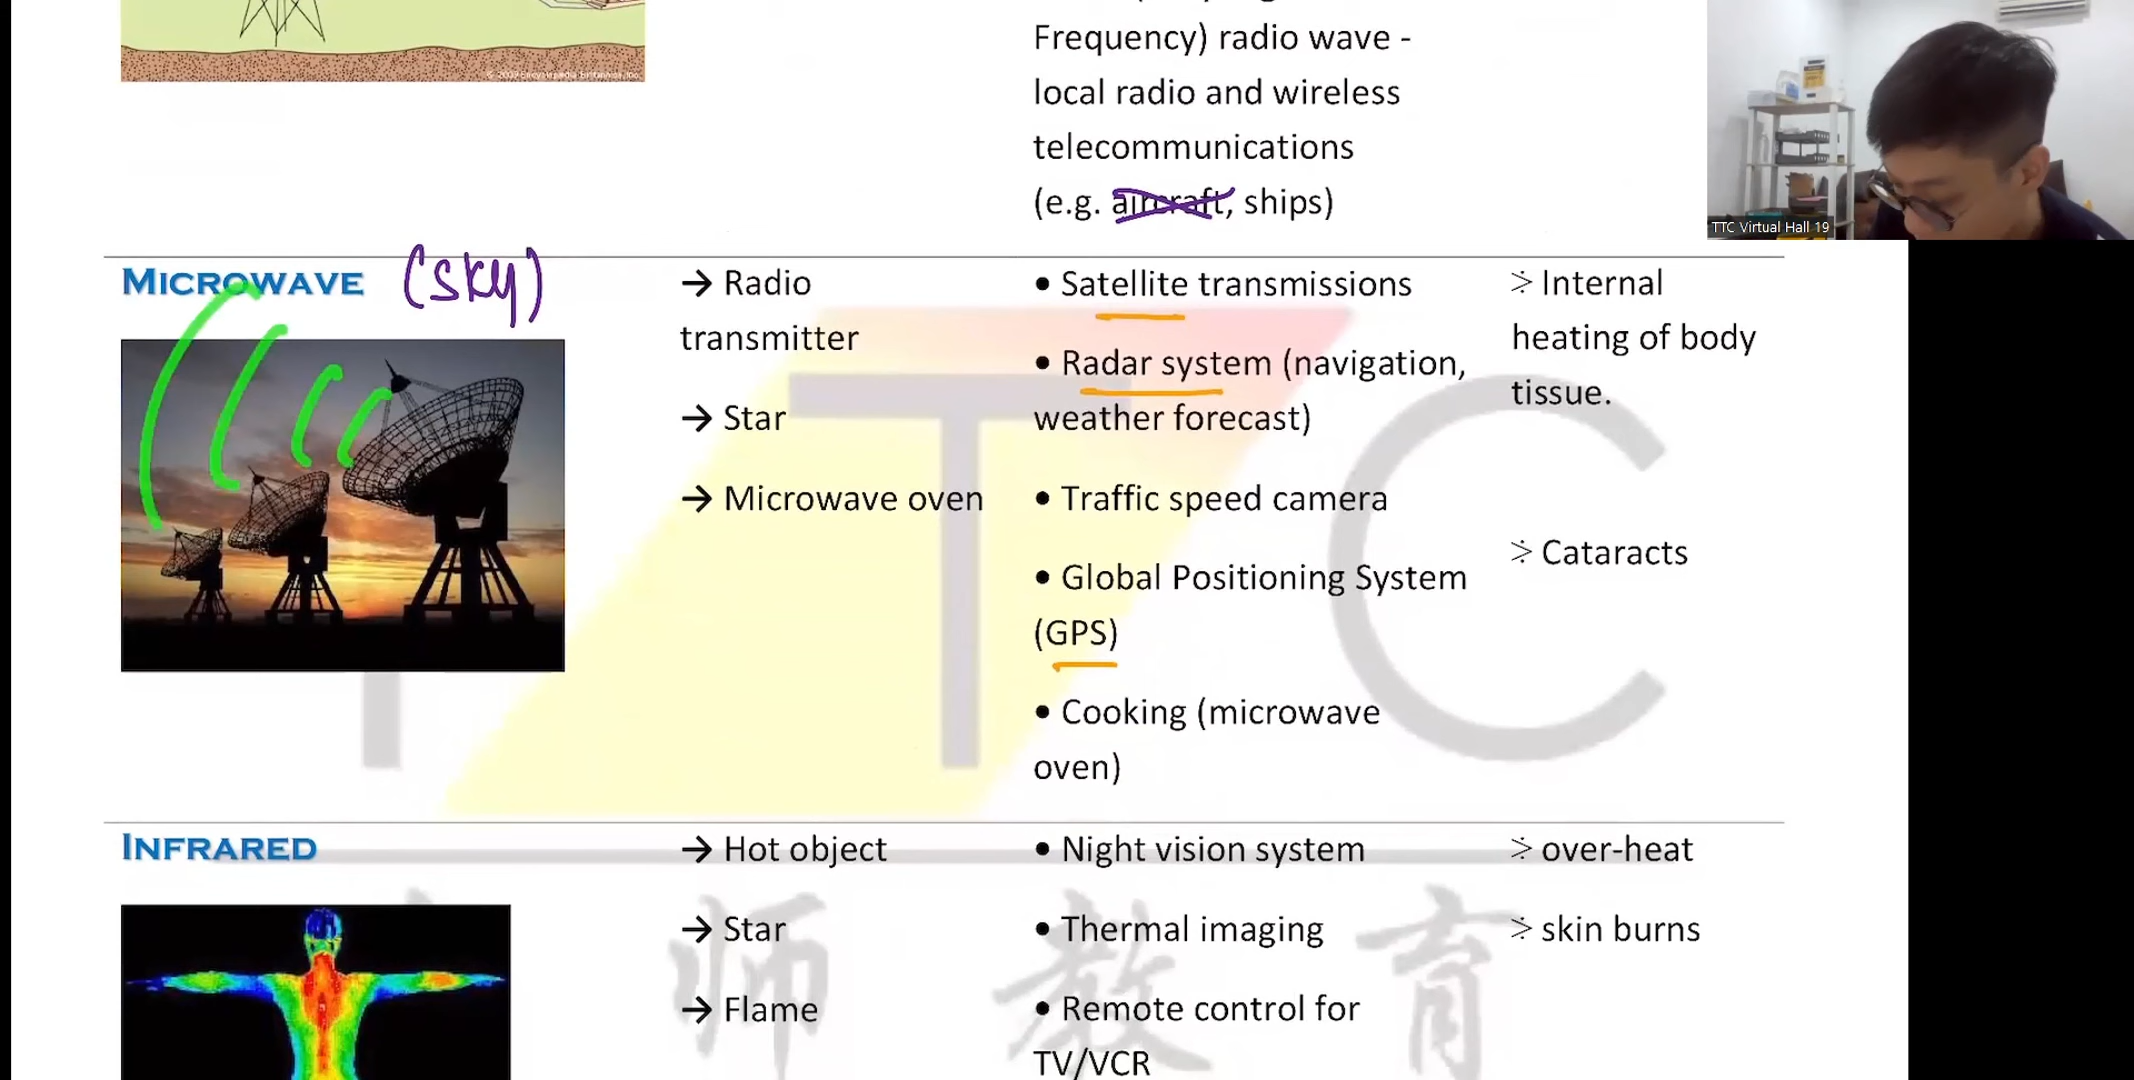 Frequency) radio wave -
local radio and wireless
telecommunications
(e.g. aircraft, ships)
TTC Virtual Hall 19
MICROWAVE (sky)
→ Radio
transmitter
→ Star
→ Microwave oven
• Satellite transmissions
• Radar system (navigation,
weather forecast)
• Traffic speed camera
• Global Positioning System
(GPS)
• Cooking (microwave
oven)
⩼ Internal
heating of body
tissue.
⩼ Cataracts
INFRARED
→ Hot object
→ Star
→ Flame
• Night vision system
• Thermal imaging
• Remote control for
TV/VCR
⩼ over-heat
⩼ skin burns
T T C
师 教 育